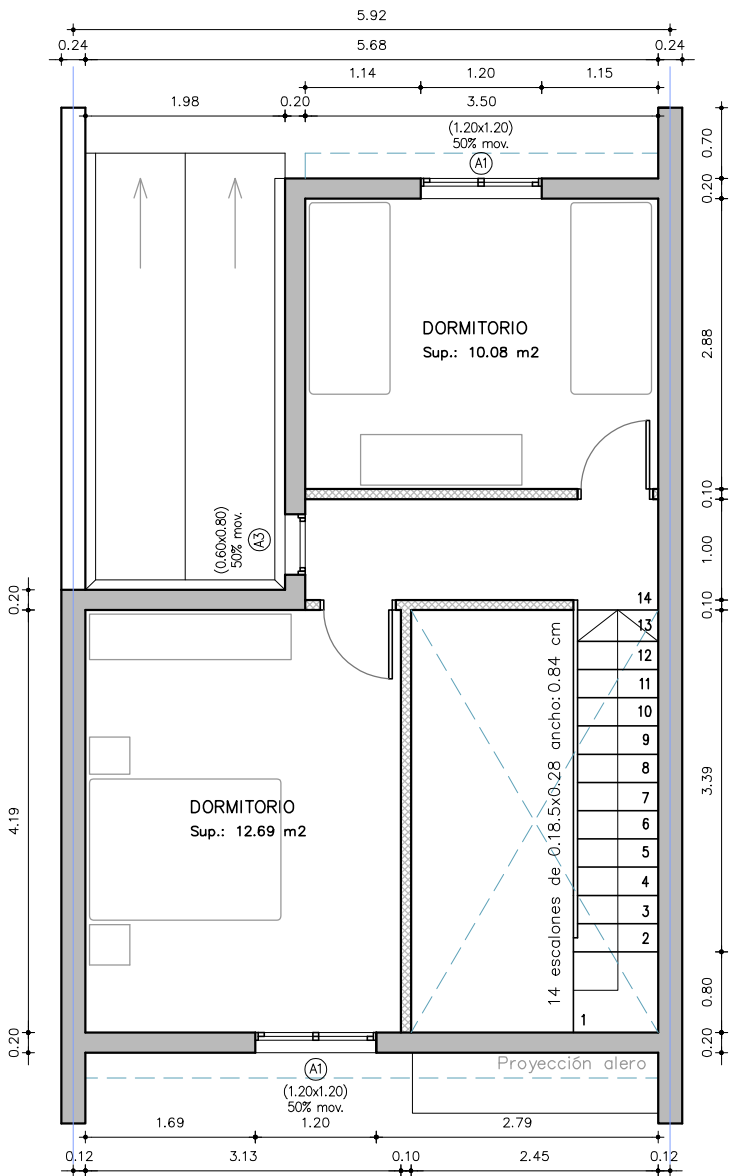 5.92
0.24 5.68 0.24
1.14 1.20 1.15
1.98 0.20 3.50
(1.20x1.20)
50% mov.
A1
0.70
0.20
DORMITORIO
Sup.: 10.08 m2
2.88
0.10
(0.60x0.80)
50% mov.
A3
1.00
0.20
0.10
14
13
12
11
10
9
8
7
6
5
4
3
2
1
14 escalones de 0.18.5x0.28 ancho: 0.84 cm
DORMITORIO
Sup.: 12.69 m2
4.19
3.39
0.80
0.20
0.20
Proyección alero
A1
(1.20x1.20)
50% mov.
1.69 1.20 2.79
0.12 3.13 0.10 2.45 0.12